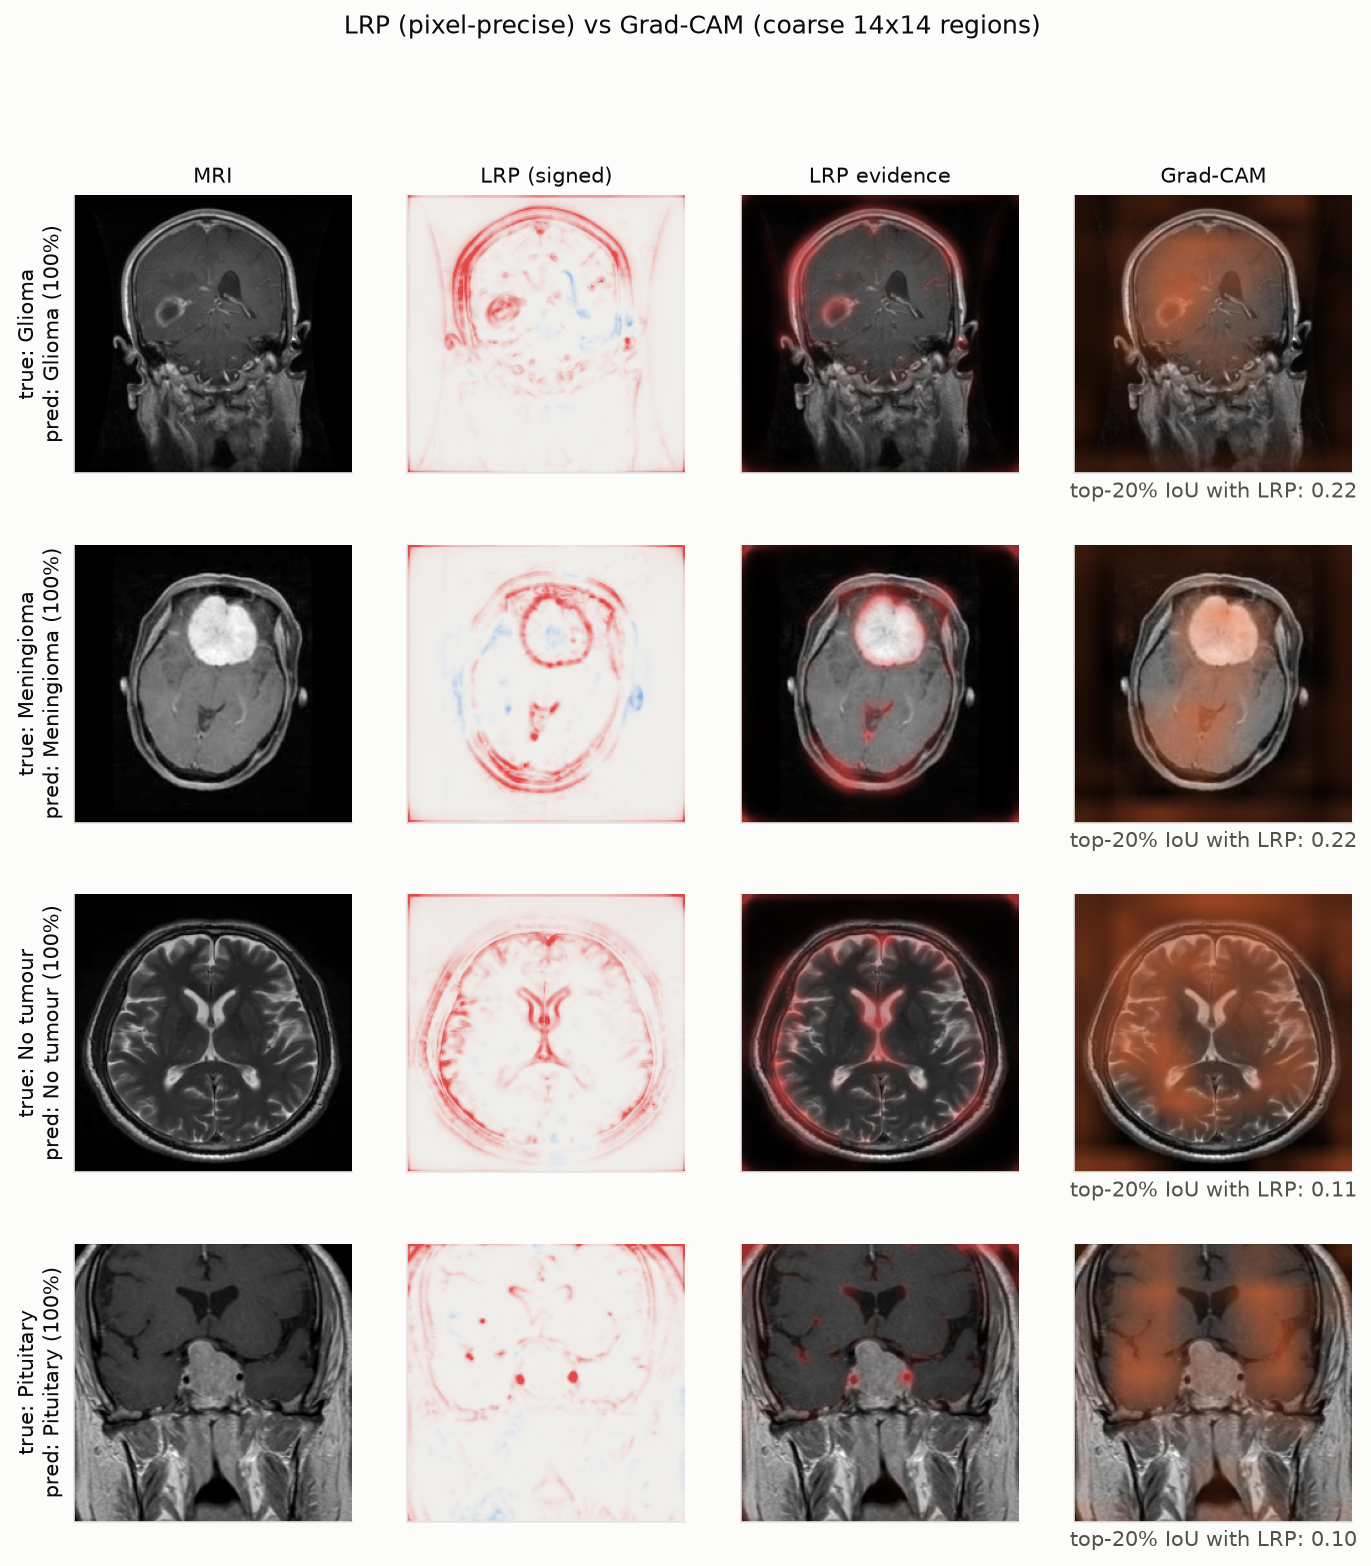 LRP (pixel-precise) vs Grad-CAM (coarse 14x14 regions)
MRI
LRP (signed)
LRP evidence
Grad-CAM
true: Glioma
pred: Glioma (100%)
top-20% IoU with LRP: 0.22
true: Meningioma
pred: Meningioma (100%)
top-20% IoU with LRP: 0.22
true: No tumour
pred: No tumour (100%)
top-20% IoU with LRP: 0.11
true: Pituitary
pred: Pituitary (100%)
top-20% IoU with LRP: 0.10